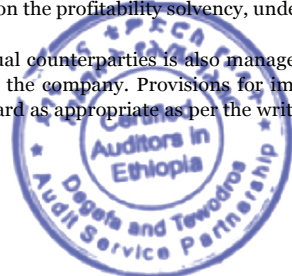 on the profitability solvency, unde
ual counterparties is also manage
the company. Provisions for im
ard as appropriate as per the writ
Auditors in
Ethiopia
Degefa and Tewodros
Audit Service Partnership